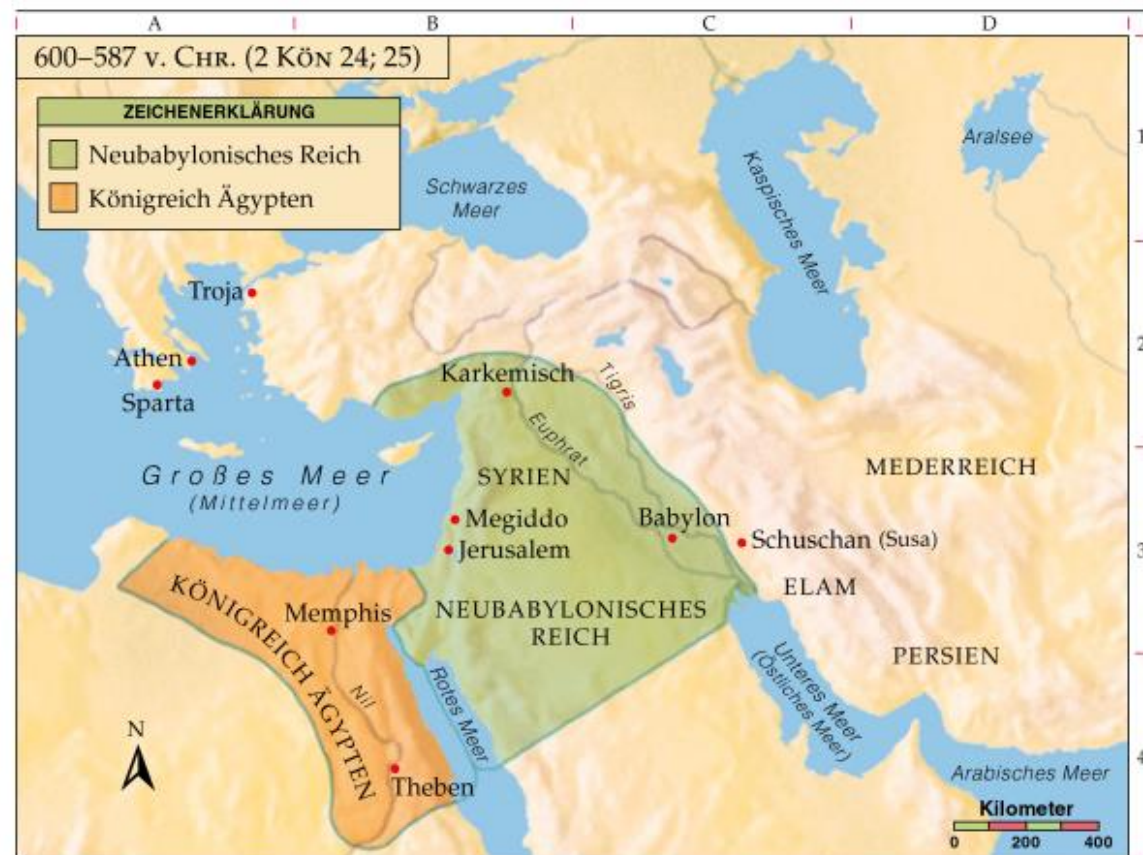 A B C D
600–587 v. Chr. (2 Kön 24; 25)
ZEICHENERKLÄRUNG
Neubabylonisches Reich
Königreich Ägypten
1
2
3
4
Schwarzes
Meer
Kaspisches Meer
Aralsee
Troja
Athen
Sparta
Karkemisch
Tigris
Euphrat
SYRIEN
MEDERREICH
Großes Meer
(Mittelmeer)
Megiddo
Jerusalem
Babylon
Schuschan (Susa)
ELAM
NEUBABYLONISCHES
REICH
KÖNIGREICH ÄGYPTEN
Memphis
Nil
Rotes Meer
Unteres Meer
(Östliches Meer)
PERSIEN
N
Theben
Arabisches Meer
Kilometer
0 200 400